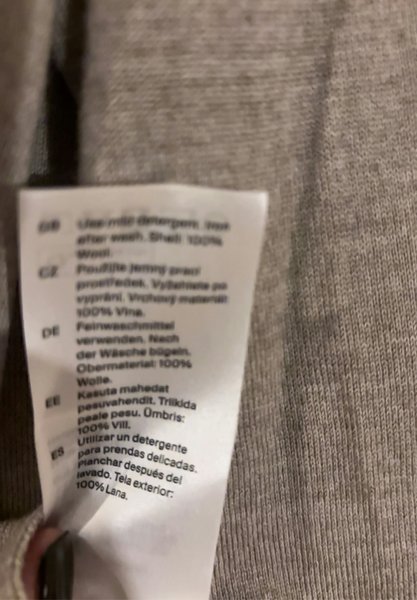 GB Use mild detergent. Iron
after wash. Shell: 100%
Wool.
CZ Použijte jemný prací
prostředek. Vyžehlete po
vyprání. Vrchový materiál:
100% Vlna.
DE Feinwaschmittel
verwenden. Nach
der Wäsche bügeln.
Obermaterial: 100%
Wolle.
EE Kasuta mahedat
pesuvahendit. Triikida
peale pesu. Ümbris:
100% Vill.
ES Utilizar un detergente
para prendas delicadas.
Planchar después del
lavado. Tela exterior:
100% Lana.